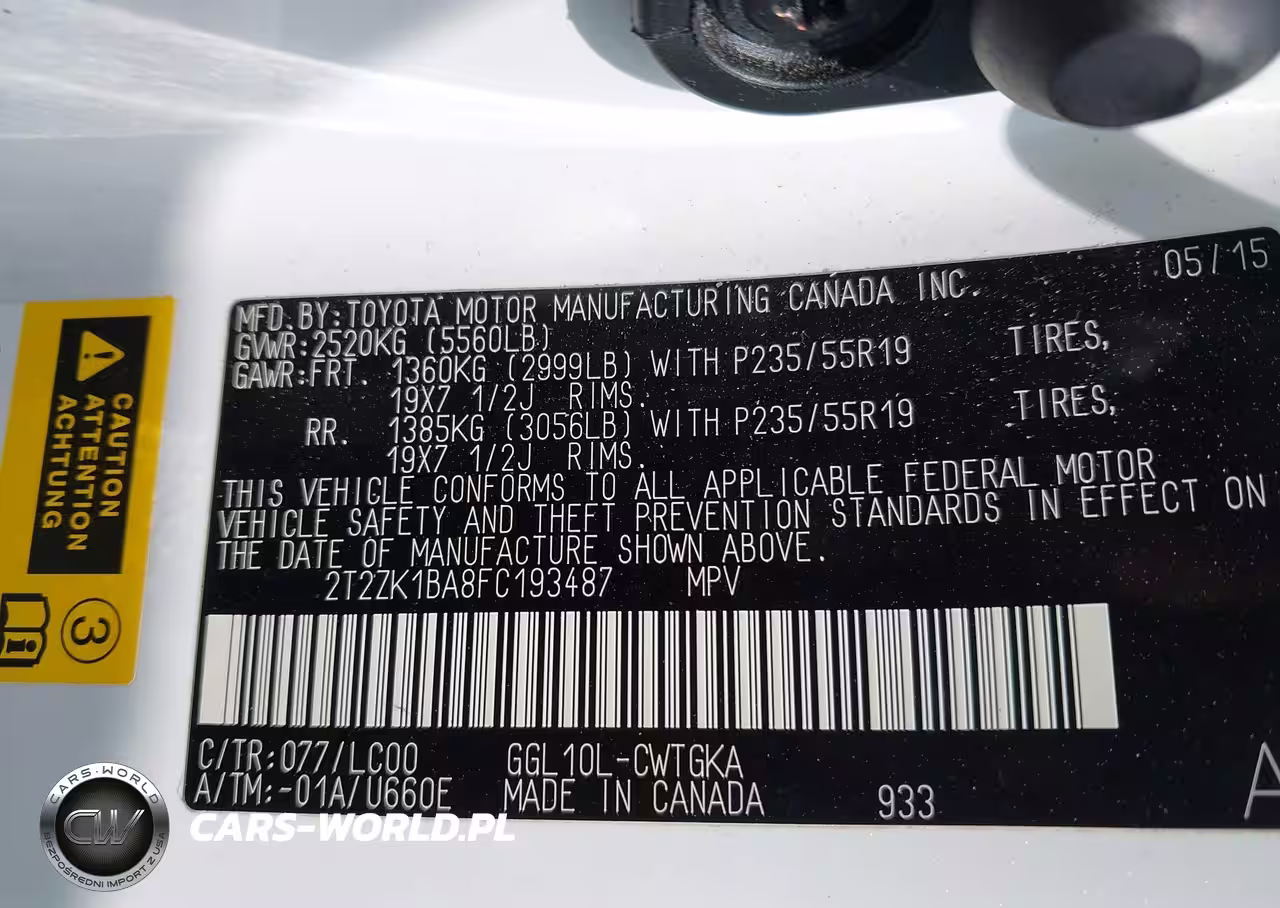 05/15
MFD.BY:TOYOTA MOTOR MANUFACTURING CANADA INC.
GVWR:2520KG (5560LB)
GAWR:FRT. 1360KG (2999LB) WITH P235/55R19 TIRES,
19X7 1/2J RIMS.
RR. 1385KG (3056LB) WITH P235/55R19 TIRES,
19X7 1/2J RIMS.
THIS VEHICLE CONFORMS TO ALL APPLICABLE FEDERAL MOTOR
VEHICLE SAFETY AND THEFT PREVENTION STANDARDS IN EFFECT ON
THE DATE OF MANUFACTURE SHOWN ABOVE.
2T2ZK1BA8FC193487 MPV
C/TR:077/LC00 GGL10L-CWTGKA
A/TM:-01A/U660E MADE IN CANADA 933
A
CAUTION
ATTENTION
ACHTUNG
3
i
CARS-WORLD
CW
BEZPOŚREDNI IMPORT Z USA
CARS-WORLD.PL